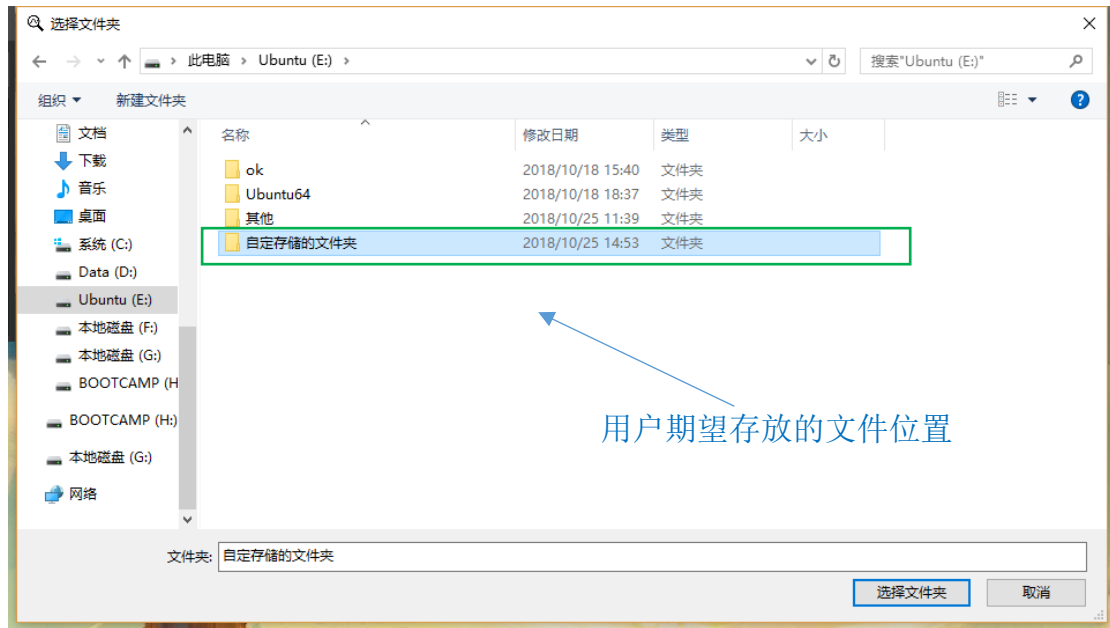 选择文件夹
此电脑 › Ubuntu (E:) ›
搜索"Ubuntu (E:)"
组织 新建文件夹
文档
下载
音乐
桌面
系统 (C:)
Data (D:)
Ubuntu (E:)
本地磁盘 (F:)
本地磁盘 (G:)
BOOTCAMP (H
BOOTCAMP (H:)
本地磁盘 (G:)
网络
名称 修改日期 类型 大小
ok 2018/10/18 15:40 文件夹
Ubuntu64 2018/10/18 18:37 文件夹
其他 2018/10/25 11:39 文件夹
自定存储的文件夹 2018/10/25 14:53 文件夹
用户期望存放的文件位置
文件夹: 自定存储的文件夹
选择文件夹 取消